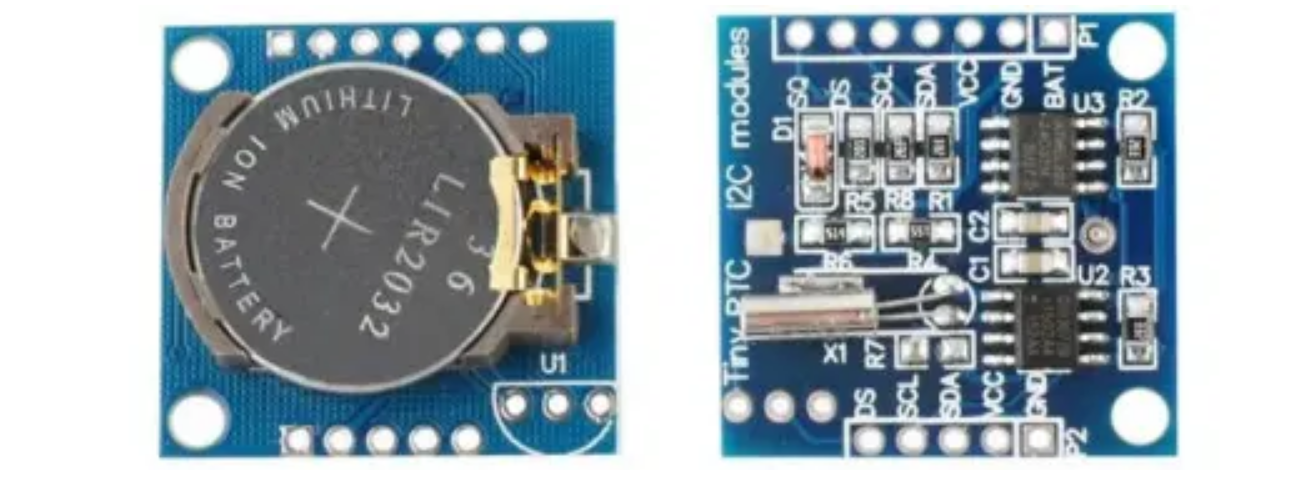 LITHIUM ION BATTERY
LIR2032
3 6
U1
I2C modules
Tiny RTC
P1
SQ
DS
SCL
SDA
VCC
GND
BAT
D1
U3
R2
R5
R8
R1
514
C2
R6
R4
C1
U2
R3
X1
R7
DS
SCL
SDA
VCC
GND
P2